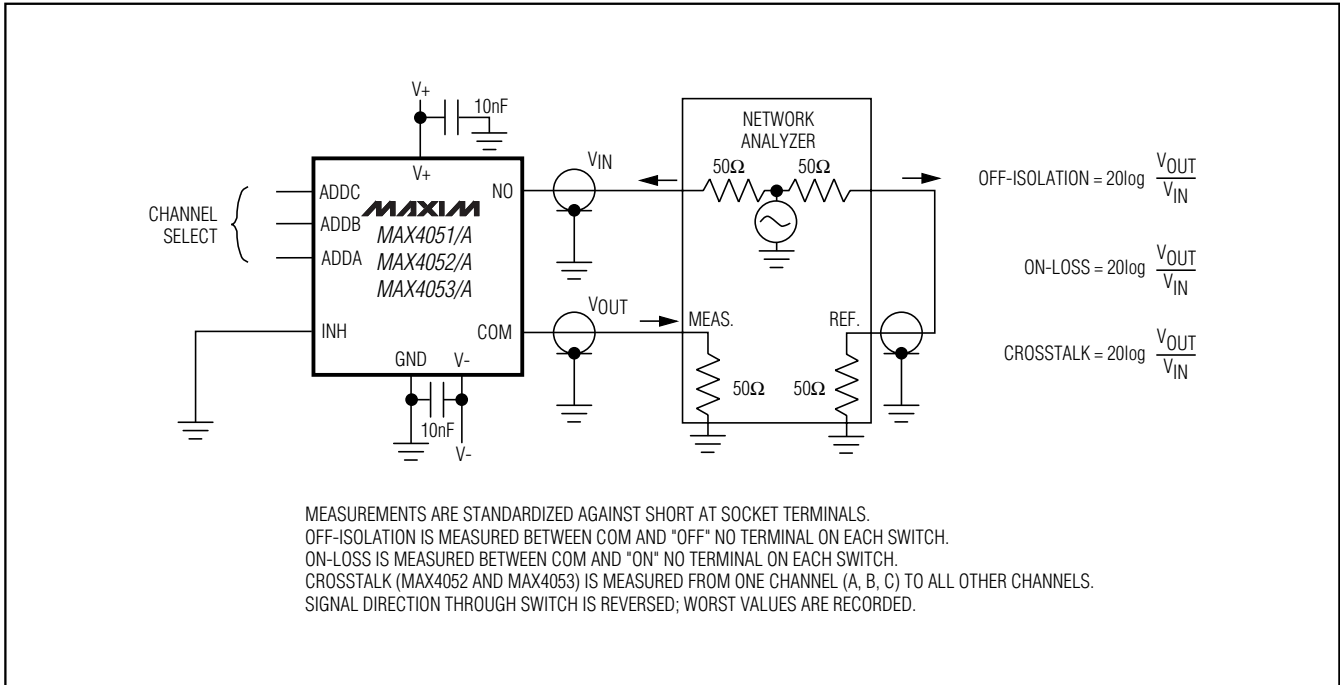 V+
10nF
V+
ADDC
ADDB
ADDA
INH
CHANNEL
SELECT
MAXIM
MAX4051/A
MAX4052/A
MAX4053/A
NO
COM
GND V-
10nF
V-
VIN
VOUT
NETWORK
ANALYZER
50Ω 50Ω
MEAS. REF.
50Ω 50Ω
OFF-ISOLATION = 20log VOUT
VIN
ON-LOSS = 20log VOUT
VIN
CROSSTALK = 20log VOUT
VIN
MEASUREMENTS ARE STANDARDIZED AGAINST SHORT AT SOCKET TERMINALS.
OFF-ISOLATION IS MEASURED BETWEEN COM AND "OFF" NO TERMINAL ON EACH SWITCH.
ON-LOSS IS MEASURED BETWEEN COM AND "ON" NO TERMINAL ON EACH SWITCH.
CROSSTALK (MAX4052 AND MAX4053) IS MEASURED FROM ONE CHANNEL (A, B, C) TO ALL OTHER CHANNELS.
SIGNAL DIRECTION THROUGH SWITCH IS REVERSED; WORST VALUES ARE RECORDED.